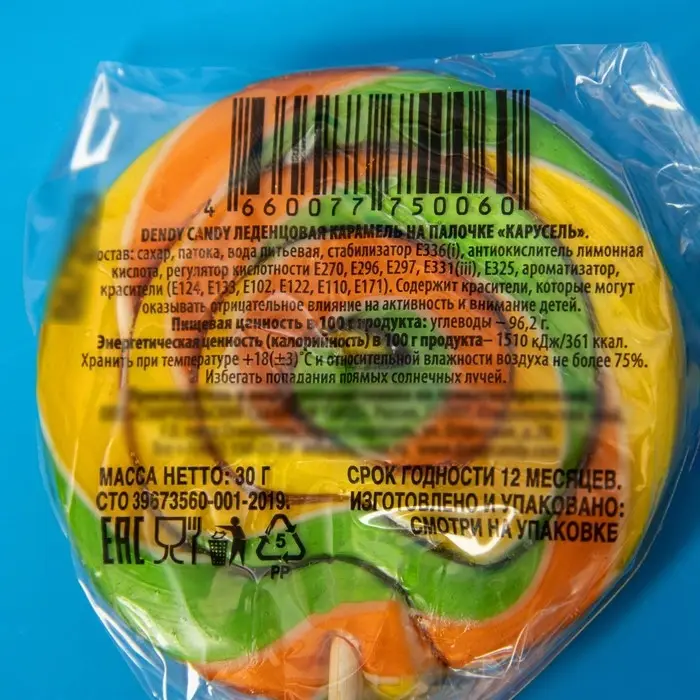 4 660077 750060
DENDY CANDY ЛЕДЕНЦОВАЯ КАРАМЕЛЬ НА ПАЛОЧКЕ «КАРУСЕЛЬ».
остав: сахар, патока, вода питьевая, стабилизатор Е336(i), антиокислитель лимонная
кислота, регулятор кислотности Е270, Е296, Е297, Е331(iii), Е325, ароматизатор,
красители (Е124, Е133, Е102, Е122, Е110, Е171). Содержит красители, которые могут
оказывать отрицательное влияние на активность и внимание детей.
Пищевая ценность в 100 г продукта: углеводы – 96,2 г.
Энергетическая ценность (калорийность) в 100 г продукта– 1510 кДж/361 ккал.
Хранить при температуре +18(±3)˚С и относительной влажности воздуха не более 75%.
Избегать попадания прямых солнечных лучей.
МАССА НЕТТО: 30 Г
СТО 39673560-001-2019.
СРОК ГОДНОСТИ 12 МЕСЯЦЕВ.
ИЗГОТОВЛЕНО И УПАКОВАНО:
СМОТРИ НА УПАКОВКЕ
ЕАС
5
PP